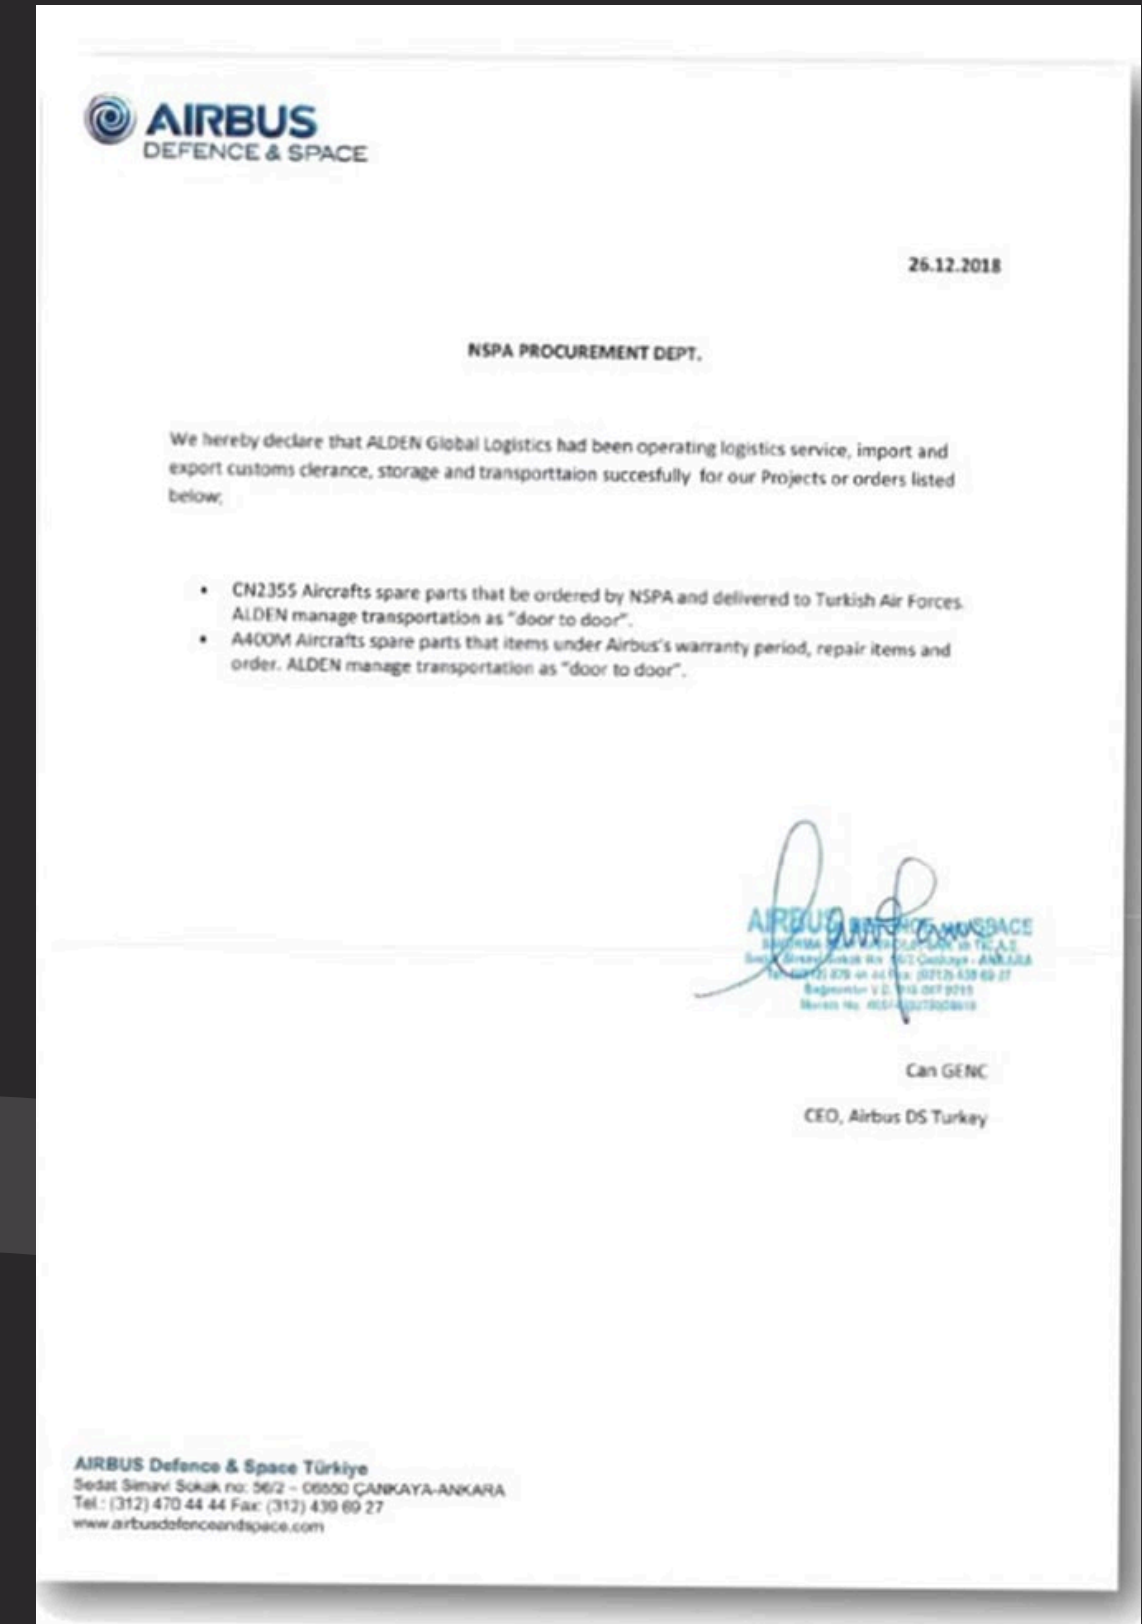 AIRBUS
DEFENCE & SPACE
26.12.2018
NSPA PROCUREMENT DEPT.
We hereby declare that ALDEN Global Logistics had been operating logistics service, import and
export customs clerance, storage and transporttaion succesfully for our Projects or orders listed
below;
• CN235S Aircrafts spare parts that be ordered by NSPA and delivered to Turkish Air Forces.
ALDEN manage transportation as "door to door".
• A400M Aircrafts spare parts that items under Airbus's warranty period, repair items and
order. ALDEN manage transportation as "door to door".
AIRBUS SPACE
Çankaya - ANKARA
Can GENC
CEO, Airbus DS Turkey
AIRBUS Defence & Space Türkiye
Sedat Simavi Sokak no: 56/2 – 06550 ÇANKAYA-ANKARA
Tel.: (312) 470 44 44 Fax: (312) 439 69 27
www.airbusdefenceandspace.com